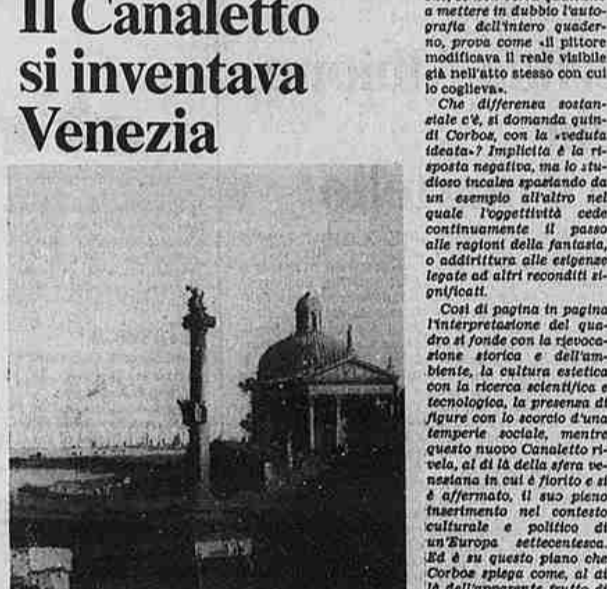 Il Canaletto
si inventava
Venezia
a mettere in dubbio l'auto-
grafia dell'intero quader-
no, prova come «il pittore
modificava il reale visibile
già nell'atto stesso con cui
lo coglieva».
Che differenza sostan-
ziale c'è, si domanda quin-
di Corboz, con la «veduta
ideata»? Implicita è la ri-
sposta negativa, ma lo stu-
dioso incalza spaziando da
un esempio all'altro nel
quale l'oggettività cede
continuamente il passo
alle ragioni della fantasia,
o addirittura alle esigenze
legate ad altri reconditi si-
gnificati.
Così di pagina in pagina
l'interpretazione del qua-
dro si fonde con la rievoca-
zione storica e dell'am-
biente, la cultura estetica
con la ricerca scientifica e
tecnologica, la presenza di
figure con lo scorcio d'una
temperie sociale, mentre
questo nuovo Canaletto ri-
vela, al di là della sfera ve-
neziana in cui è fiorito e si
è affermato, il suo pieno
inserimento nel contesto
culturale e politico di
un'Europa settecentesca.
Ed è su questo piano che
Corboz spiega come, al di
là dell'apparente frutto di